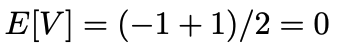 E[V] = (−1 + 1)/2 = 0